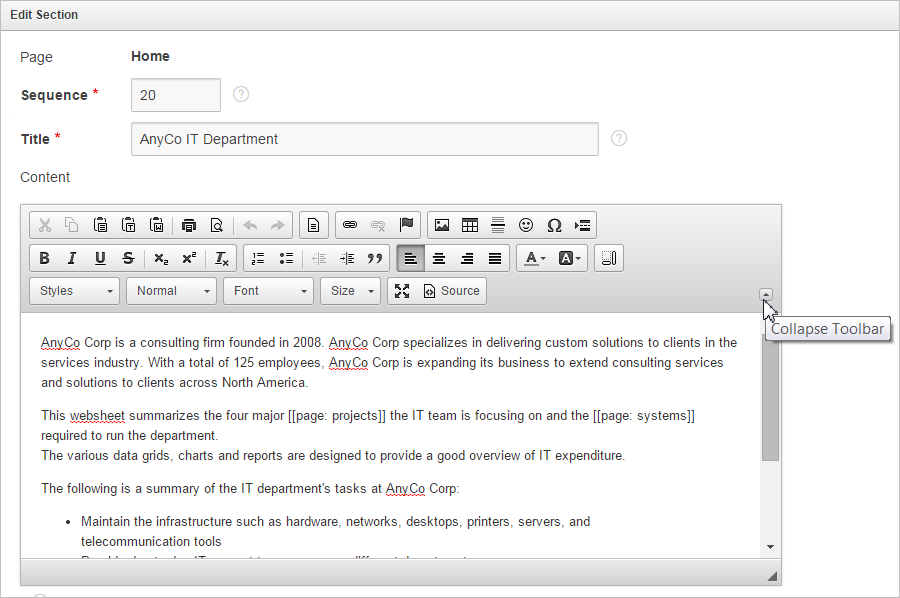 Edit Section
Page Home
Sequence * 20
Title * AnyCo IT Department
Content
B I U S x₂ x² Tx
Styles Normal Font Size Source
Collapse Toolbar
AnyCo Corp is a consulting firm founded in 2008. AnyCo Corp specializes in delivering custom solutions to clients in the
services industry. With a total of 125 employees, AnyCo Corp is expanding its business to extend consulting services
and solutions to clients across North America.
This websheet summarizes the four major [[page: projects]] the IT team is focusing on and the [[page: systems]]
required to run the department.
The various data grids, charts and reports are designed to provide a good overview of IT expenditure.
The following is a summary of the IT department's tasks at AnyCo Corp:
• Maintain the infrastructure such as hardware, networks, desktops, printers, servers, and
telecommunication tools